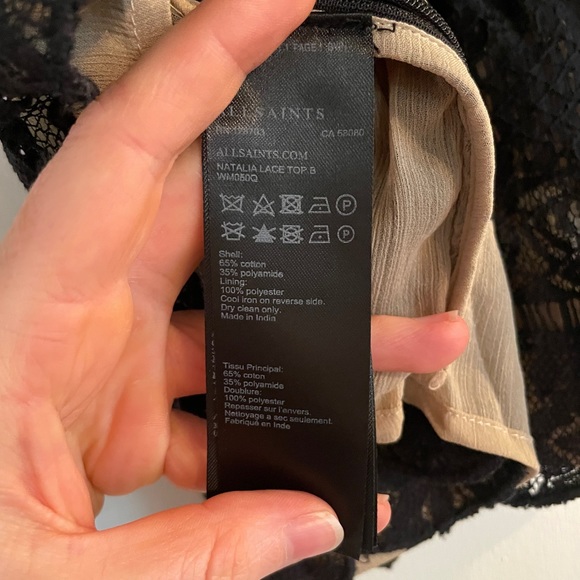 PAGE 1
ALLSAINTS
CA 58080
ALLSAINTS.COM
NATALIA LACE TOP B
WM050Q
P
P
Shell:
65% cotton
35% polyamide
Lining:
100% polyester
Cool iron on reverse side.
Dry clean only.
Made in India
Tissu Principal:
65% coton
35% polyamide
Doublure:
100% polyester
Repasser sur l'envers.
Nettoyage a sec seulement.
Fabriqué en Inde